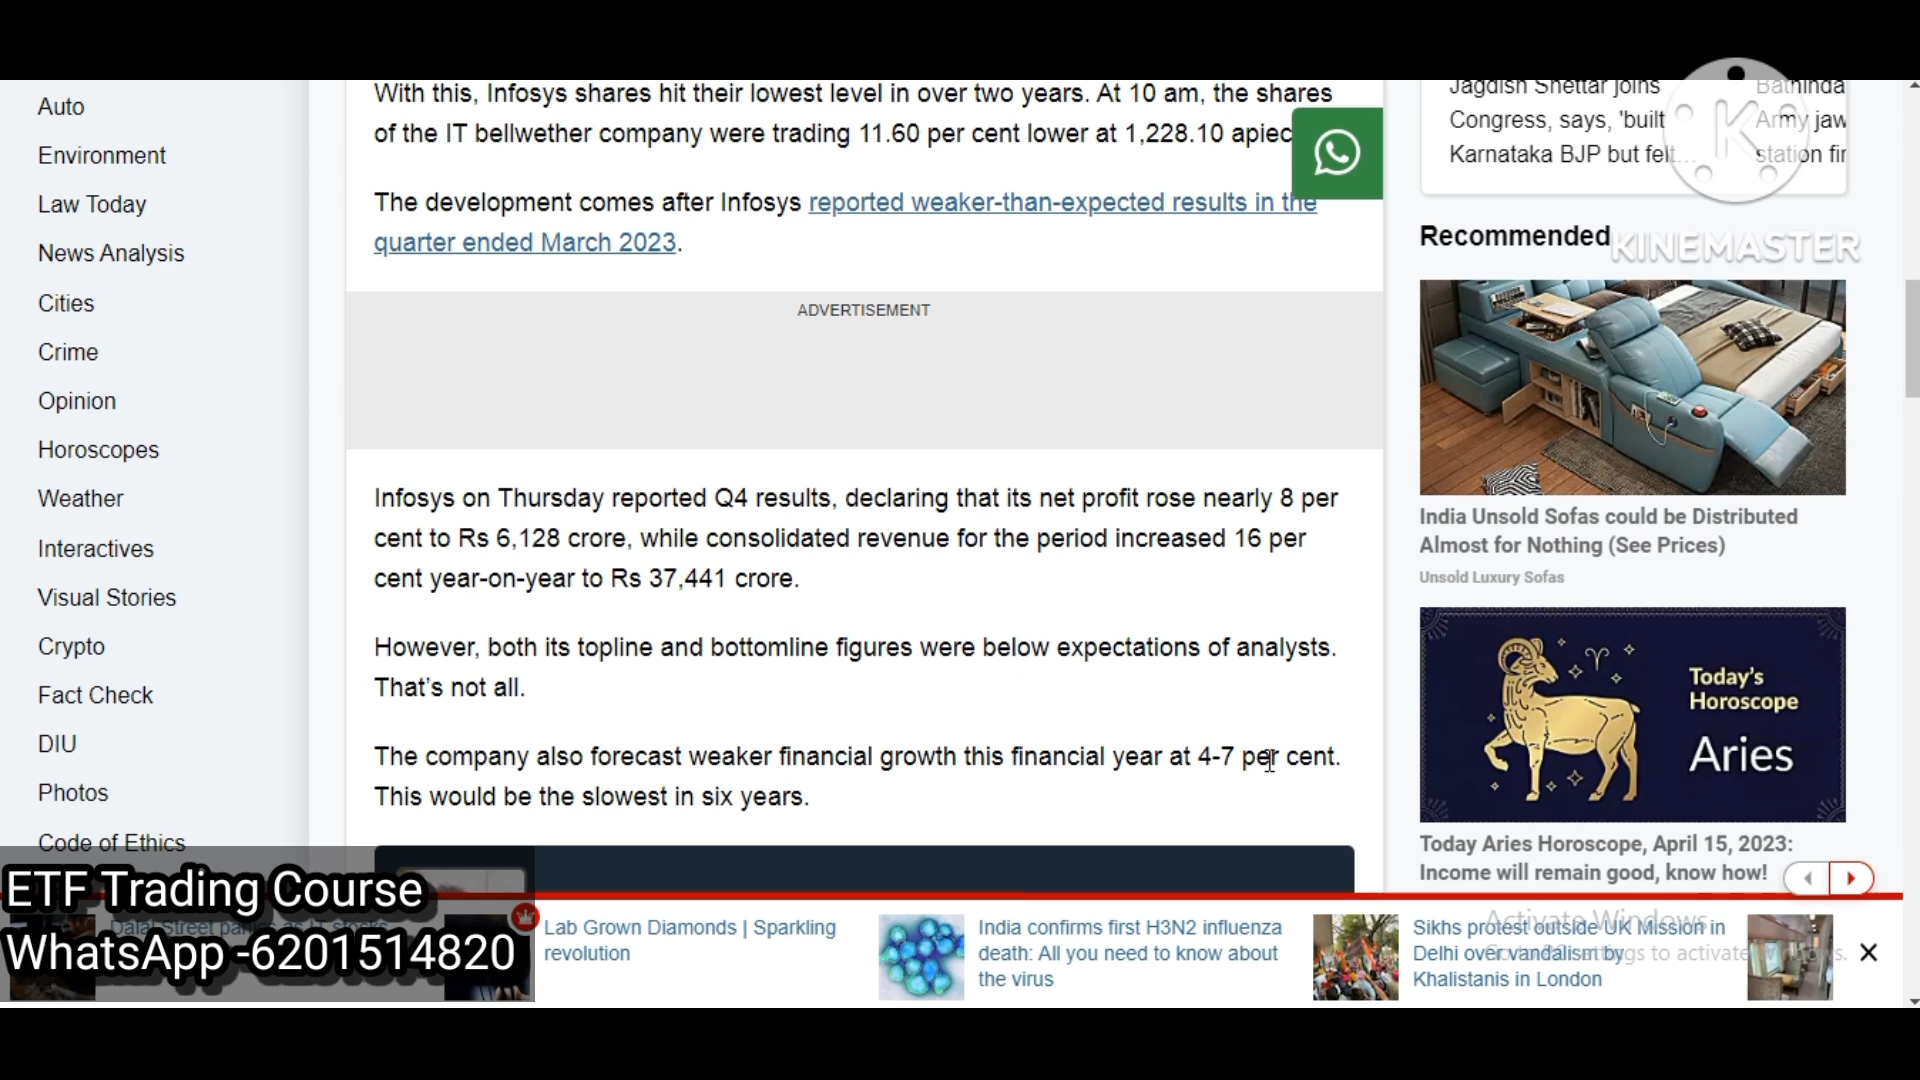 Auto
Environment
Law Today
News Analysis
Cities
Crime
Opinion
Horoscopes
Weather
Interactives
Visual Stories
Crypto
Fact Check
DIU
Photos
Code of Ethics
With this, Infosys shares hit their lowest level in over two years. At 10 am, the shares
of the IT bellwether company were trading 11.60 per cent lower at 1,228.10 apiec
The development comes after Infosys reported weaker-than-expected results in the
quarter ended March 2023.
ADVERTISEMENT
Infosys on Thursday reported Q4 results, declaring that its net profit rose nearly 8 per
cent to Rs 6,128 crore, while consolidated revenue for the period increased 16 per
cent year-on-year to Rs 37,441 crore.
However, both its topline and bottomline figures were below expectations of analysts.
That's not all.
The company also forecast weaker financial growth this financial year at 4-7 per cent.
This would be the slowest in six years.
Jagdish Shettar joins
Congress, says, 'built
Karnataka BJP but felt...
Bathinda
Army jaw
station fir
K
KINEMASTER
Recommended
India Unsold Sofas could be Distributed
Almost for Nothing (See Prices)
Unsold Luxury Sofas
Today's
Horoscope
Aries
Today Aries Horoscope, April 15, 2023:
Income will remain good, know how!
ETF Trading Course
WhatsApp -6201514820
Lab Grown Diamonds | Sparkling
revolution
India confirms first H3N2 influenza
death: All you need to know about
the virus
Sikhs protest outside UK Mission in
Delhi over vandalism by
Khalistanis in London
Activate Windows
Go to PC settings to activate Windows.